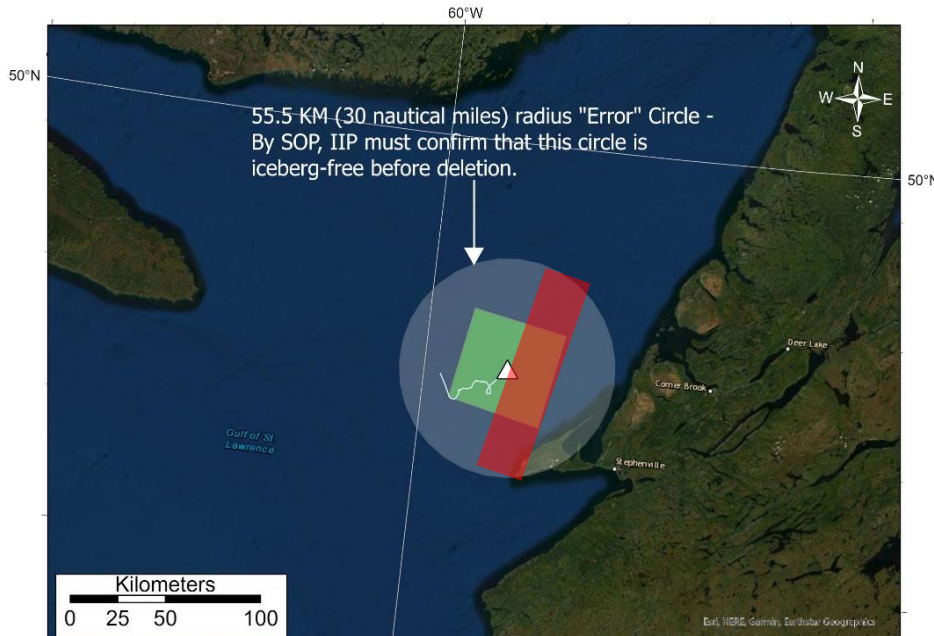 60°W
50°N
N
W E
S
55.5 KM (30 nautical miles) radius "Error" Circle -
By SOP, IIP must confirm that this circle is
iceberg-free before deletion.
50°N
Deer Lake
Corner Brook
Gulf of St
Lawrence
Stephenville
Kilometers
0 25 50 100
Esri, HERE, Garmin, Earthstar Geographics